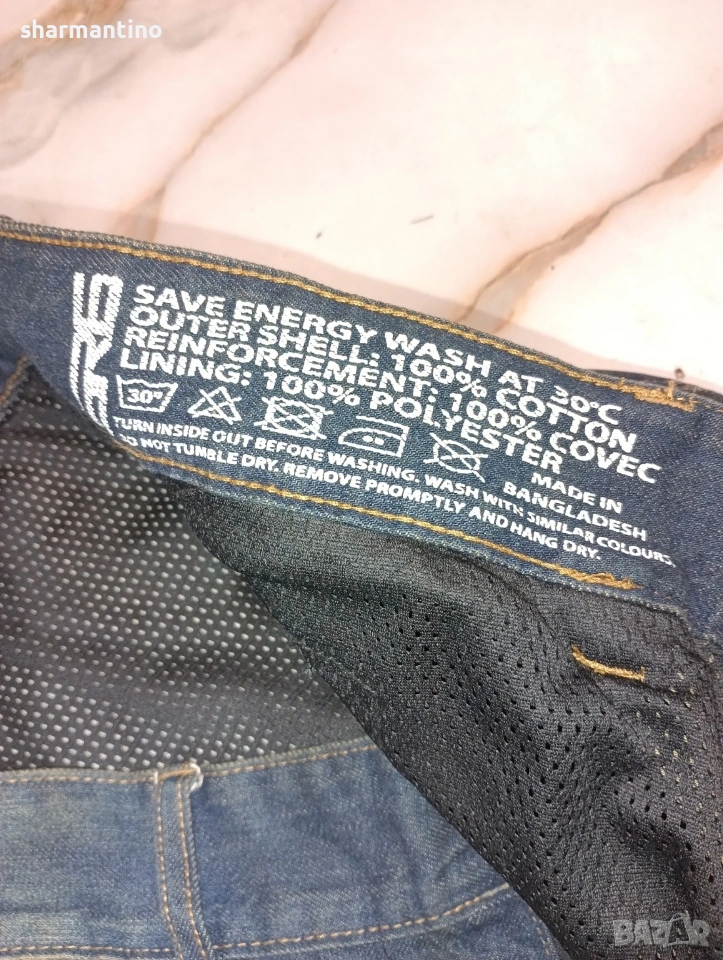 sharmantino
SAVE ENERGY WASH AT 30°C
OUTER SHELL: 100% COTTON
REINFORCEMENT: 100% COVEC
LINING: 100% POLYESTER
30°
MADE IN
BANGLADESH
TURN INSIDE OUT BEFORE WASHING. WASH WITH SIMILAR COLOURS.
DO NOT TUMBLE DRY. REMOVE PROMPTLY AND HANG DRY.
BAZAR